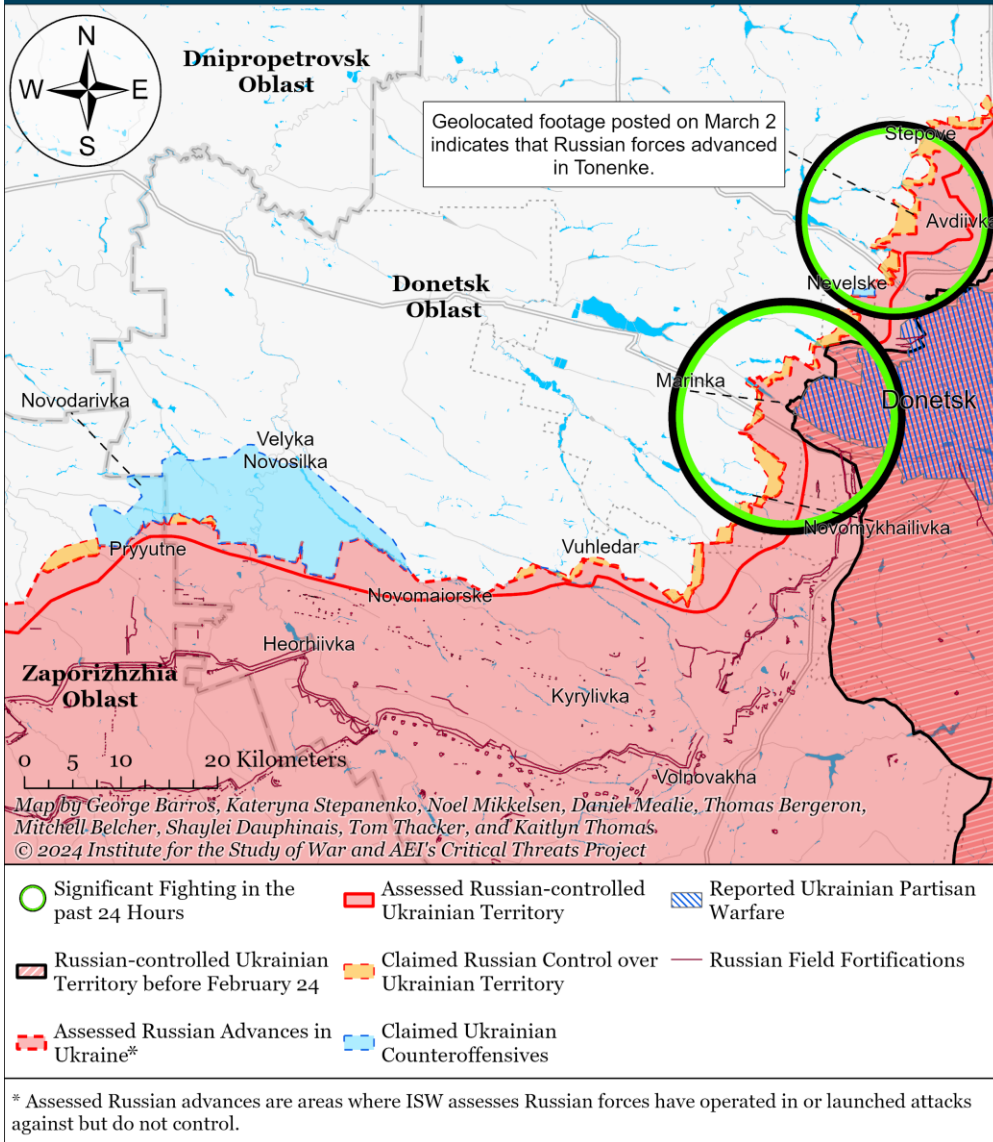 N
W E
S
Dnipropetrovsk
Oblast
Geolocated footage posted on March 2
indicates that Russian forces advanced
in Tonenke.
Stepove
Avdiivka
Nevelske
Donetsk
Oblast
Marinka
Donetsk
Novodarivka
Velyka
Novosilka
Novomykhailivka
Pryyutne
Vuhledar
Novomaiorske
Heorhiivka
Zaporizhzhia
Oblast
Kyrylivka
Volnovakha
0 5 10 20 Kilometers
Map by George Barros, Kateryna Stepanenko, Noel Mikkelsen, Daniel Mealie, Thomas Bergeron,
Mitchell Belcher, Shaylei Dauphinais, Tom Thacker, and Kaitlyn Thomas
© 2024 Institute for the Study of War and AEI's Critical Threats Project
Significant Fighting in the
past 24 Hours
Assessed Russian-controlled
Ukrainian Territory
Reported Ukrainian Partisan
Warfare
Russian-controlled Ukrainian
Territory before February 24
Claimed Russian Control over
Ukrainian Territory
Russian Field Fortifications
Assessed Russian Advances in
Ukraine*
Claimed Ukrainian
Counteroffensives
* Assessed Russian advances are areas where ISW assesses Russian forces have operated in or launched attacks
against but do not control.